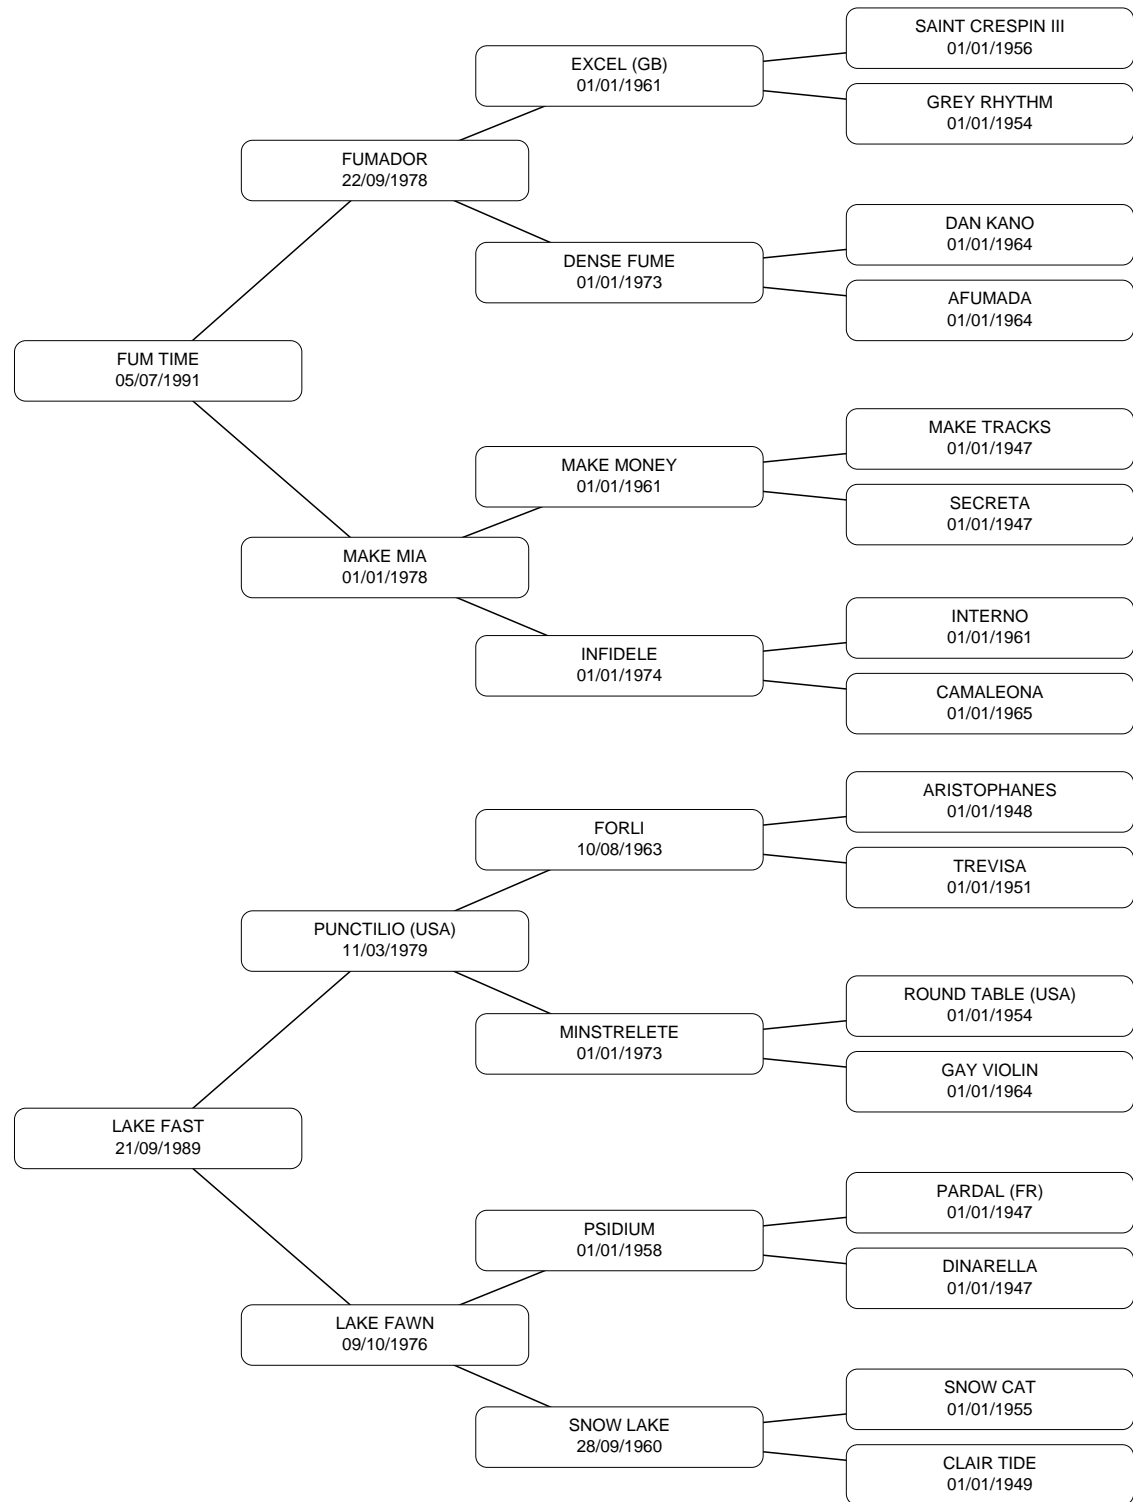 SAINT CRESPIN III
01/01/1956
EXCEL (GB)
01/01/1961
GREY RHYTHM
01/01/1954
FUMADOR
22/09/1978
DAN KANO
01/01/1964
DENSE FUME
01/01/1973
AFUMADA
01/01/1964
FUM TIME
05/07/1991
MAKE TRACKS
01/01/1947
MAKE MONEY
01/01/1961
SECRETA
01/01/1947
MAKE MIA
01/01/1978
INTERNO
01/01/1961
INFIDELE
01/01/1974
CAMALEONA
01/01/1965
ARISTOPHANES
01/01/1948
FORLI
10/08/1963
TREVISA
01/01/1951
PUNCTILIO (USA)
11/03/1979
ROUND TABLE (USA)
01/01/1954
MINSTRELETE
01/01/1973
GAY VIOLIN
01/01/1964
LAKE FAST
21/09/1989
PARDAL (FR)
01/01/1947
PSIDIUM
01/01/1958
DINARELLA
01/01/1947
LAKE FAWN
09/10/1976
SNOW CAT
01/01/1955
SNOW LAKE
28/09/1960
CLAIR TIDE
01/01/1949